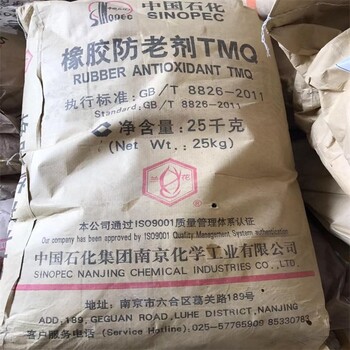 中国石化
SINOPEC
SINOPEC
橡胶防老剂TMQ
RUBBER ANTIOXIDANT TMQ
执行标准:GB/T 8826-2011
Standard: GB/T 8826-2011
净含量:25千克
(Net Wt.: 25kg)
本公司通过ISO9001质量管理体系认证
Our company has been approved by ISO9001 Quality Management System authentication
中国石化集团南京化学工业有限公司
SINOPEC NANJING CHEMICAL INDUSTRIES CO., LTD.
地址:南京市六合区葛关路189号
ADD, 189, GEGUAN ROAD, LUHE DISTRICT, NANJING
客户服务电话 (Service Hotline): 025-57765909 85330783